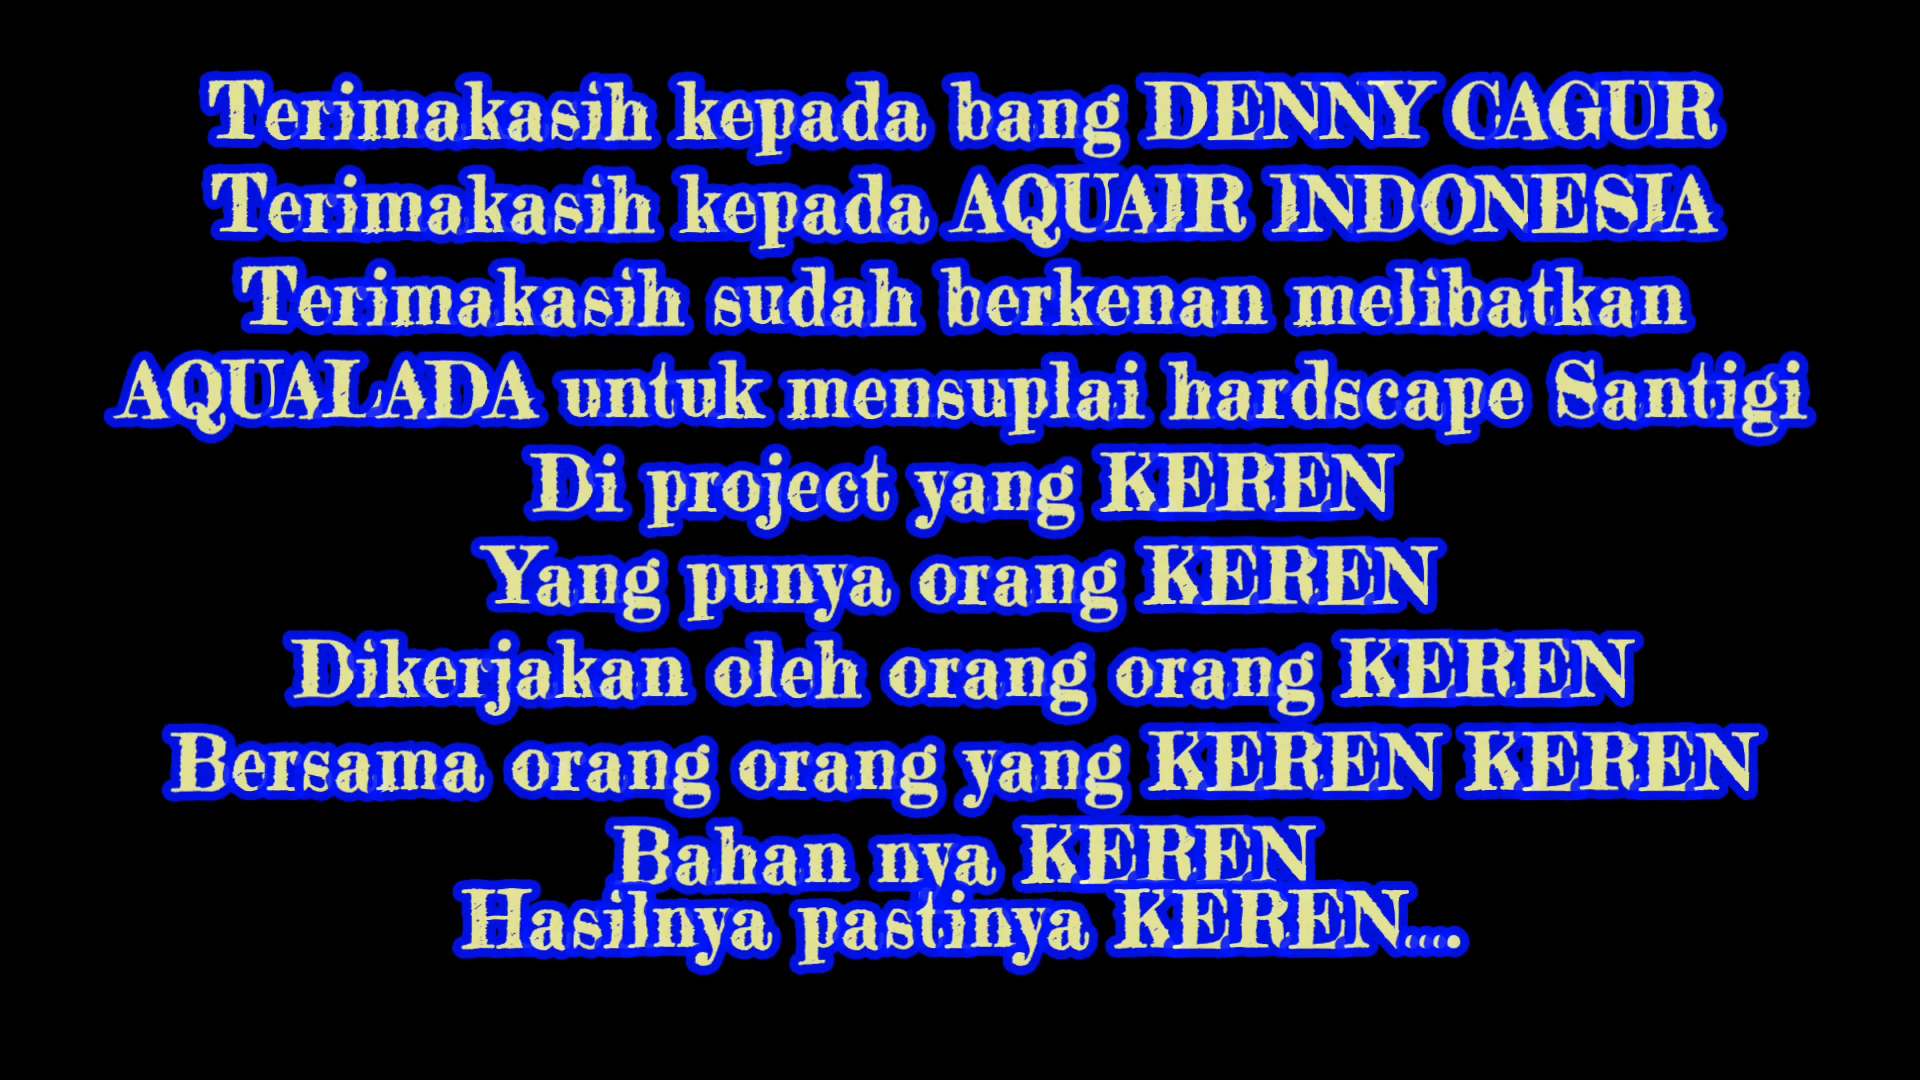 Terimakasih kepada bang DENNY CAGUR
Terimakasih kepada AQUAIR INDONESIA
Terimakasih sudah berkenan melibatkan
AQUALADA untuk mensuplai hardscape Santigi
Di project yang KEREN
Yang punya orang KEREN
Dikerjakan oleh orang orang KEREN
Bersama orang orang yang KEREN KEREN
Bahan nya KEREN
Hasilnya pastinya KEREN....